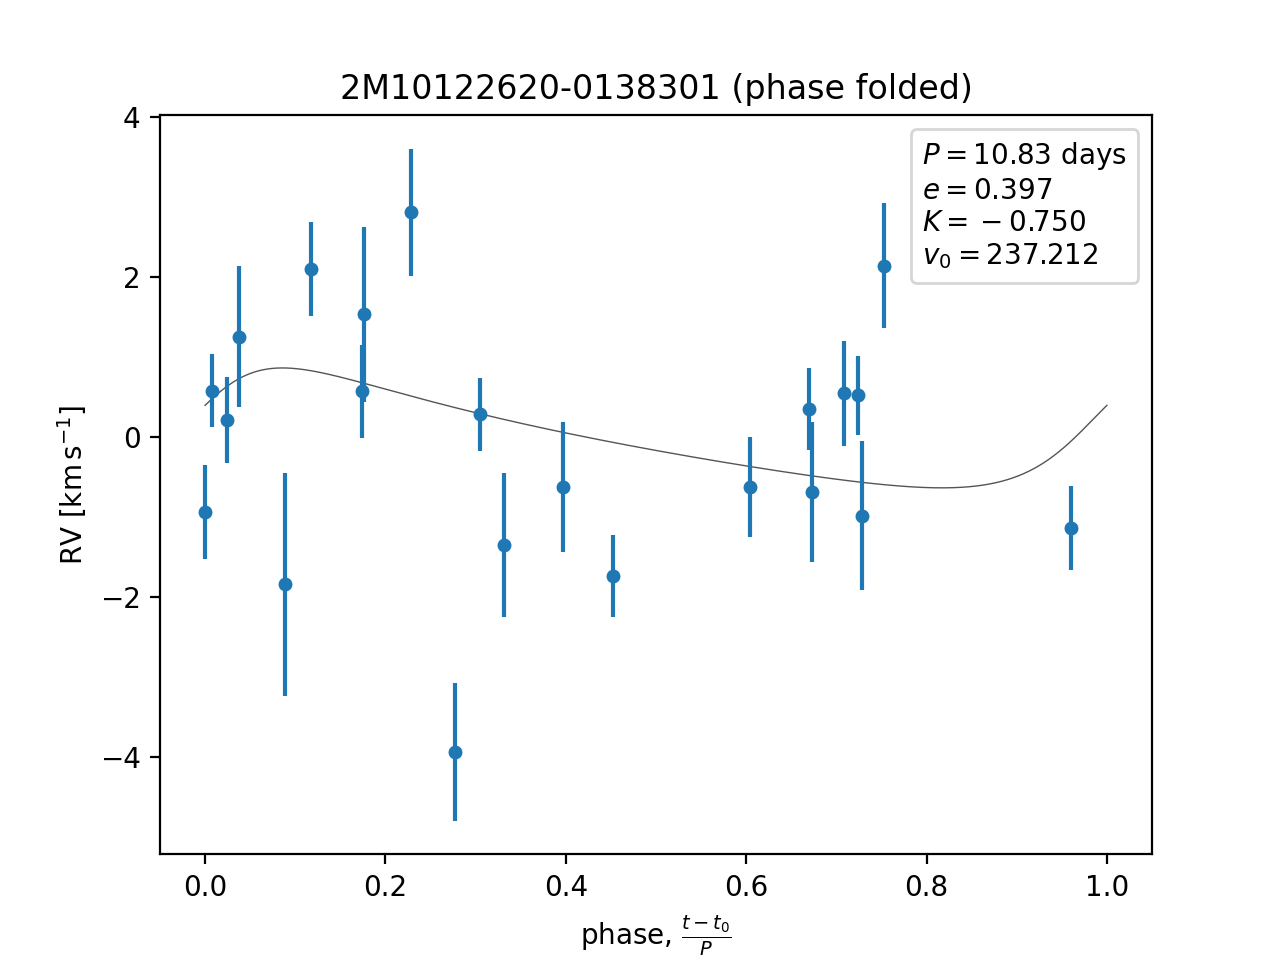 2M10122620-0138301 (phase folded)
P = 10.83 days
e = 0.397
K = −0.750
v₀ = 237.212
RV [km s⁻¹]
4
2
0
−2
−4
0.0 0.2 0.4 0.6 0.8 1.0
phase, (t − t₀)/P